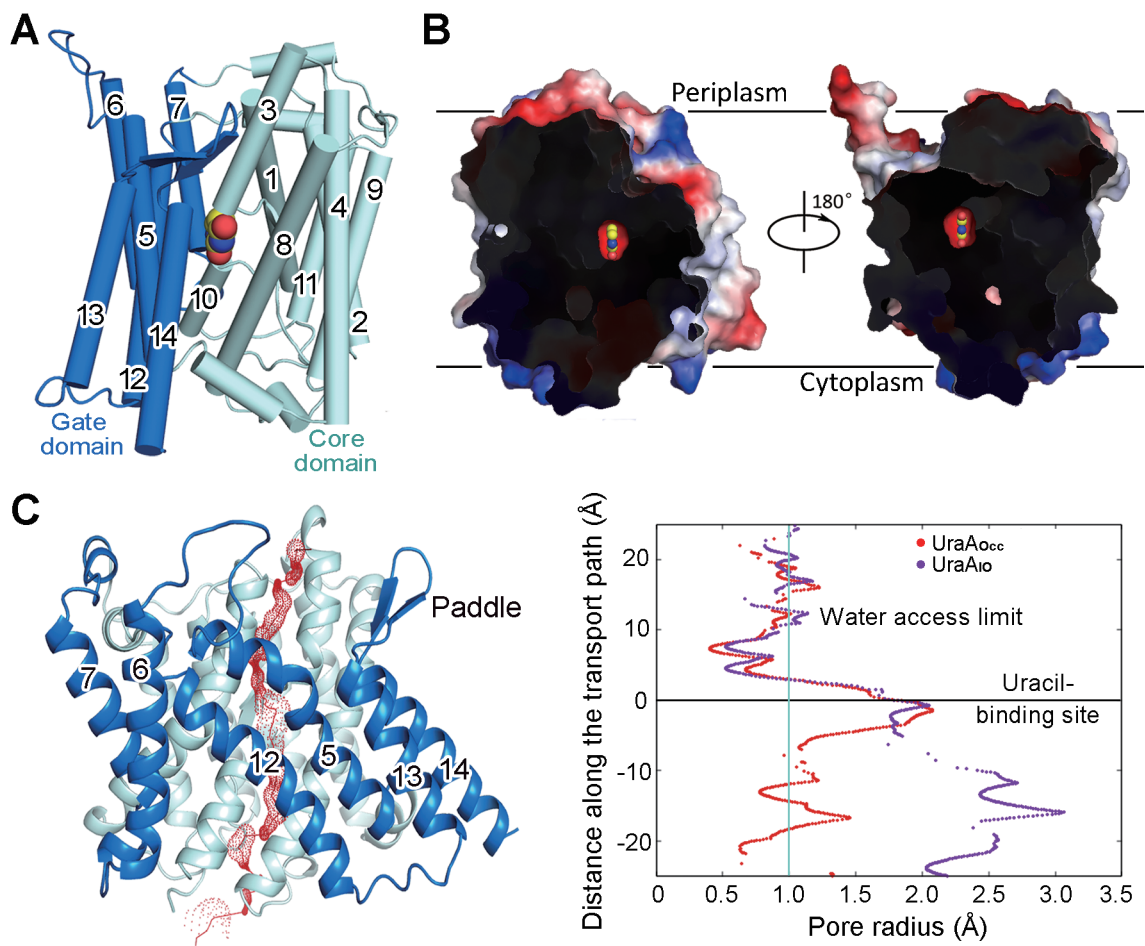 A
6
7
3
1
9
4
5
8
11
10
13
2
14
12
Gate
domain
Core
domain
B
Periplasm
180°
Cytoplasm
C
Paddle
7
6
12
5
13
14
Distance along the transport path (Å)
UraAOcc
UraAIO
Water access limit
Uracil-
binding site
20
10
0
-10
-20
0
0.5
1.0
1.5
2.0
2.5
3.0
3.5
Pore radius (Å)